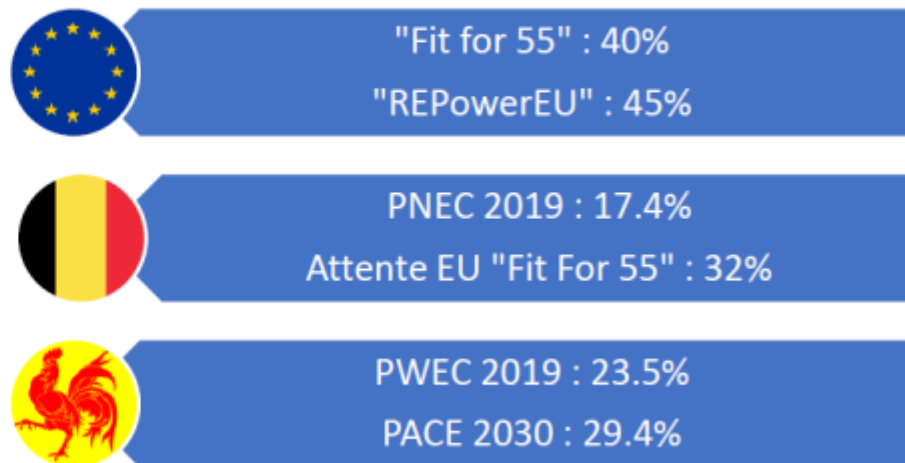 "Fit for 55" : 40%
"REPowerEU" : 45%
PNEC 2019 : 17.4%
Attente EU "Fit For 55" : 32%
PWEC 2019 : 23.5%
PACE 2030 : 29.4%